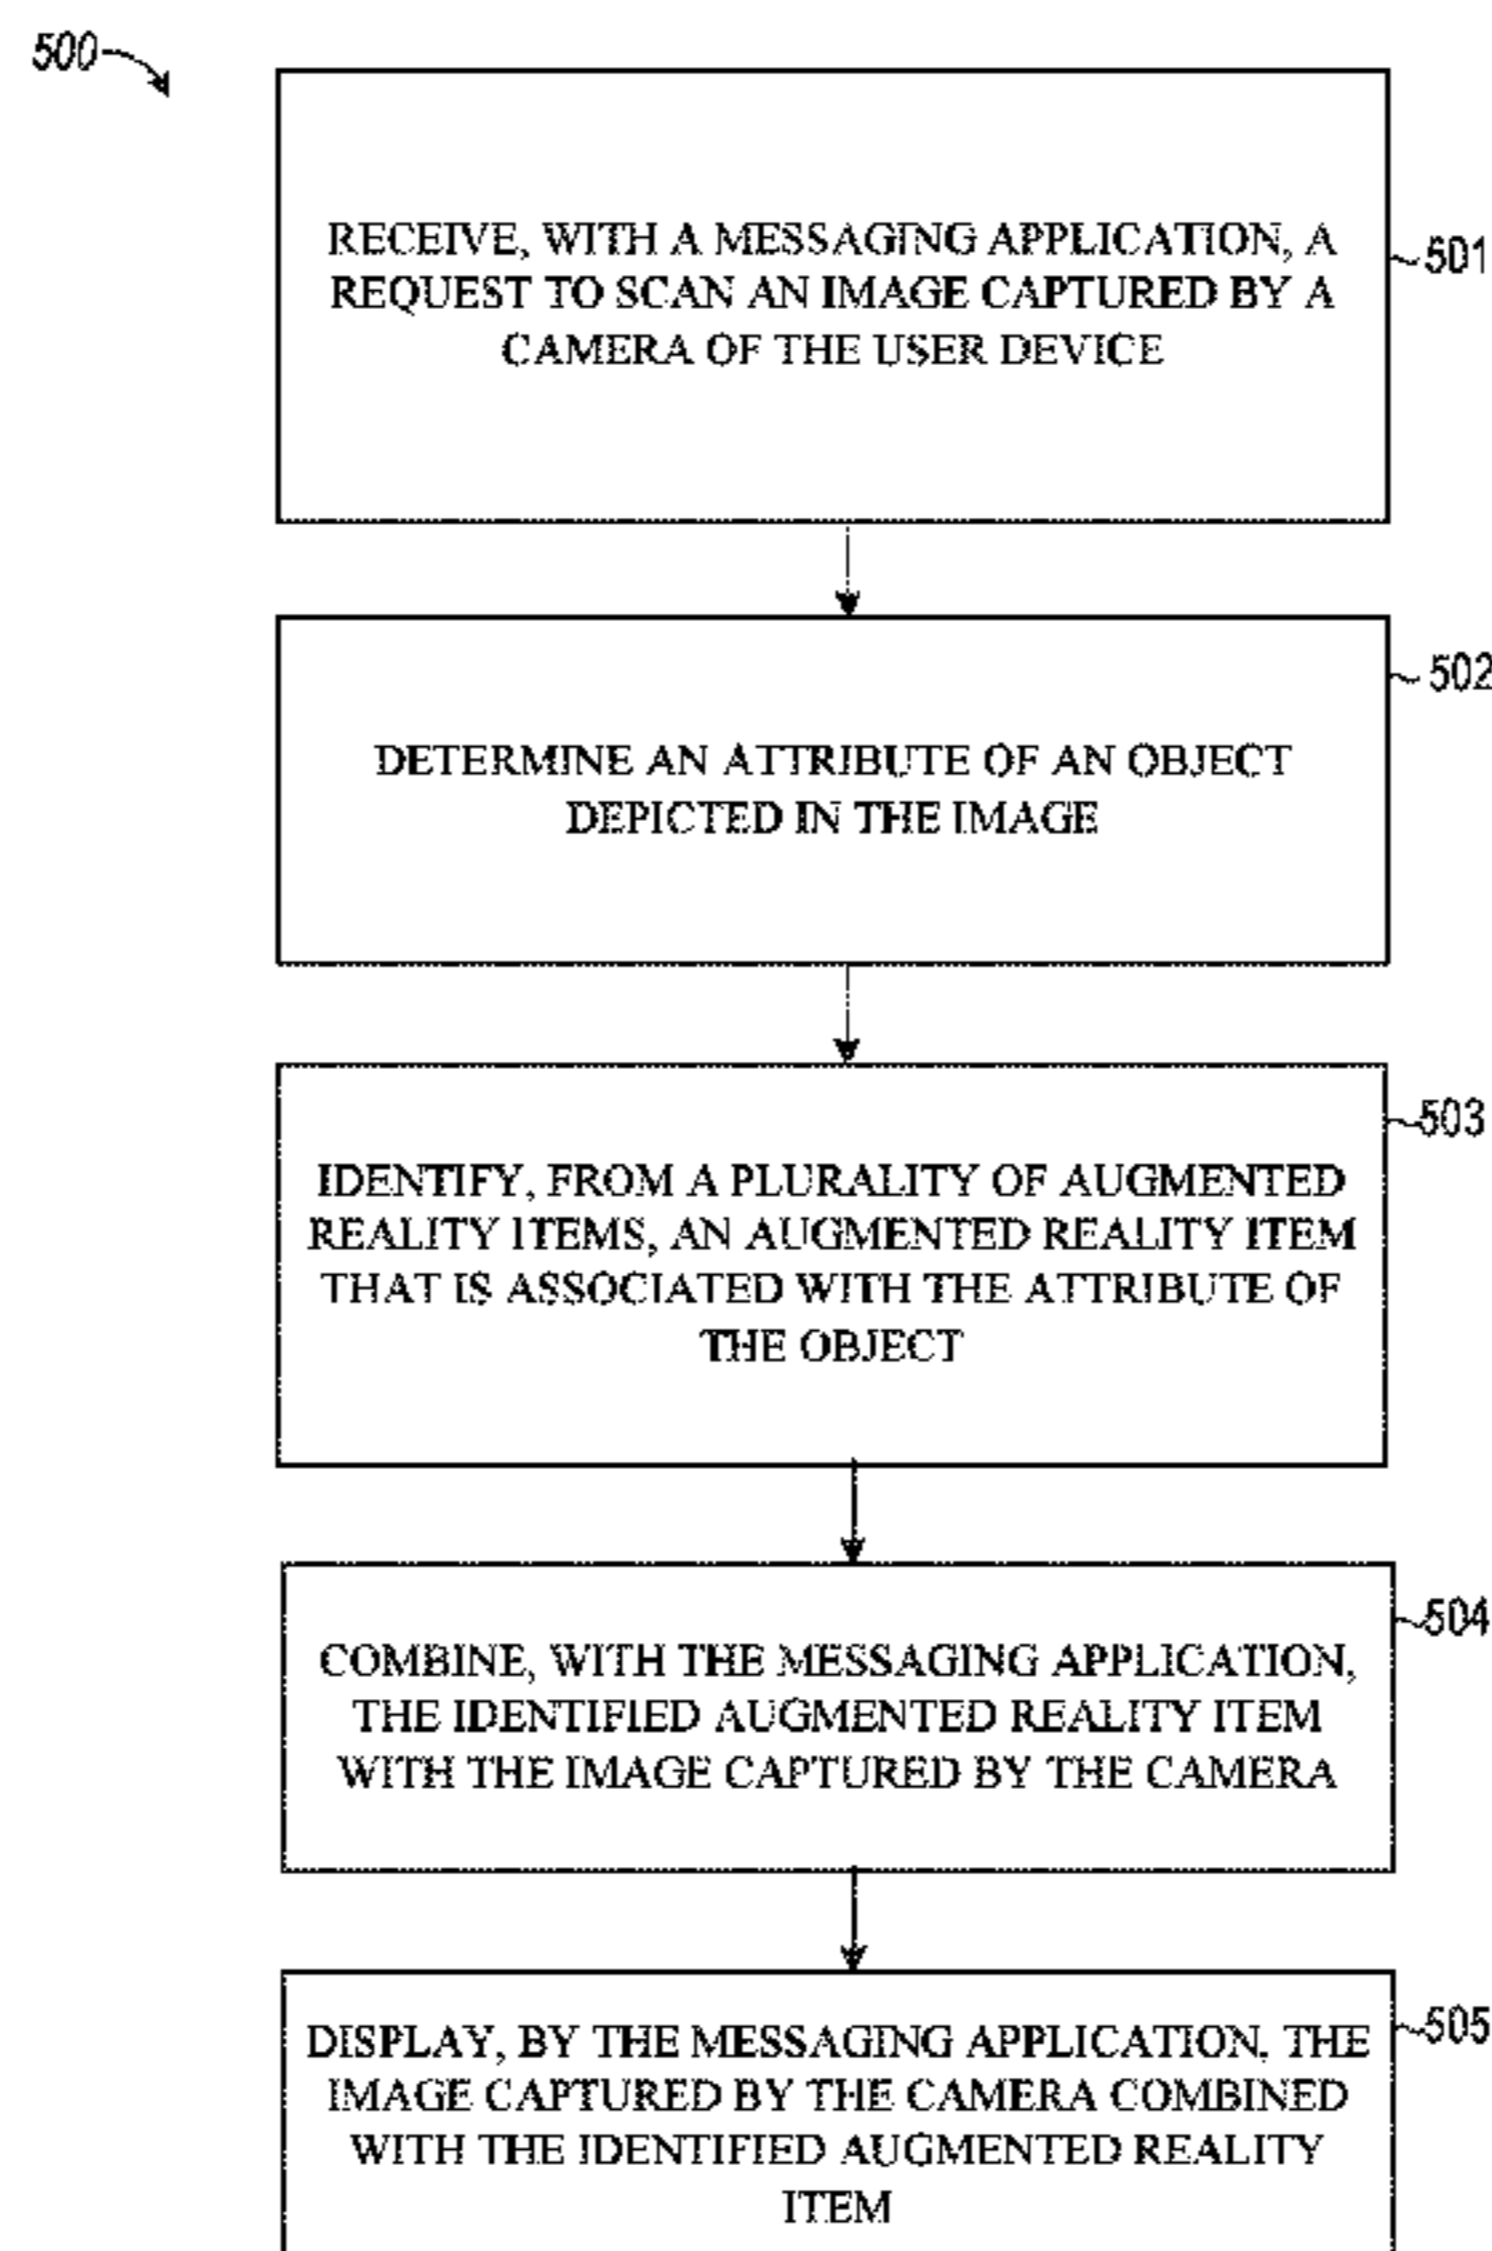 500
RECEIVE, WITH A MESSAGING APPLICATION, A
REQUEST TO SCAN AN IMAGE CAPTURED BY A
CAMERA OF THE USER DEVICE
501
502
DETERMINE AN ATTRIBUTE OF AN OBJECT
DEPICTED IN THE IMAGE
503
IDENTIFY, FROM A PLURALITY OF AUGMENTED
REALITY ITEMS, AN AUGMENTED REALITY ITEM
THAT IS ASSOCIATED WITH THE ATTRIBUTE OF
THE OBJECT
504
COMBINE, WITH THE MESSAGING APPLICATION,
THE IDENTIFIED AUGMENTED REALITY ITEM
WITH THE IMAGE CAPTURED BY THE CAMERA
505
DISPLAY, BY THE MESSAGING APPLICATION, THE
IMAGE CAPTURED BY THE CAMERA COMBINED
WITH THE IDENTIFIED AUGMENTED REALITY
ITEM